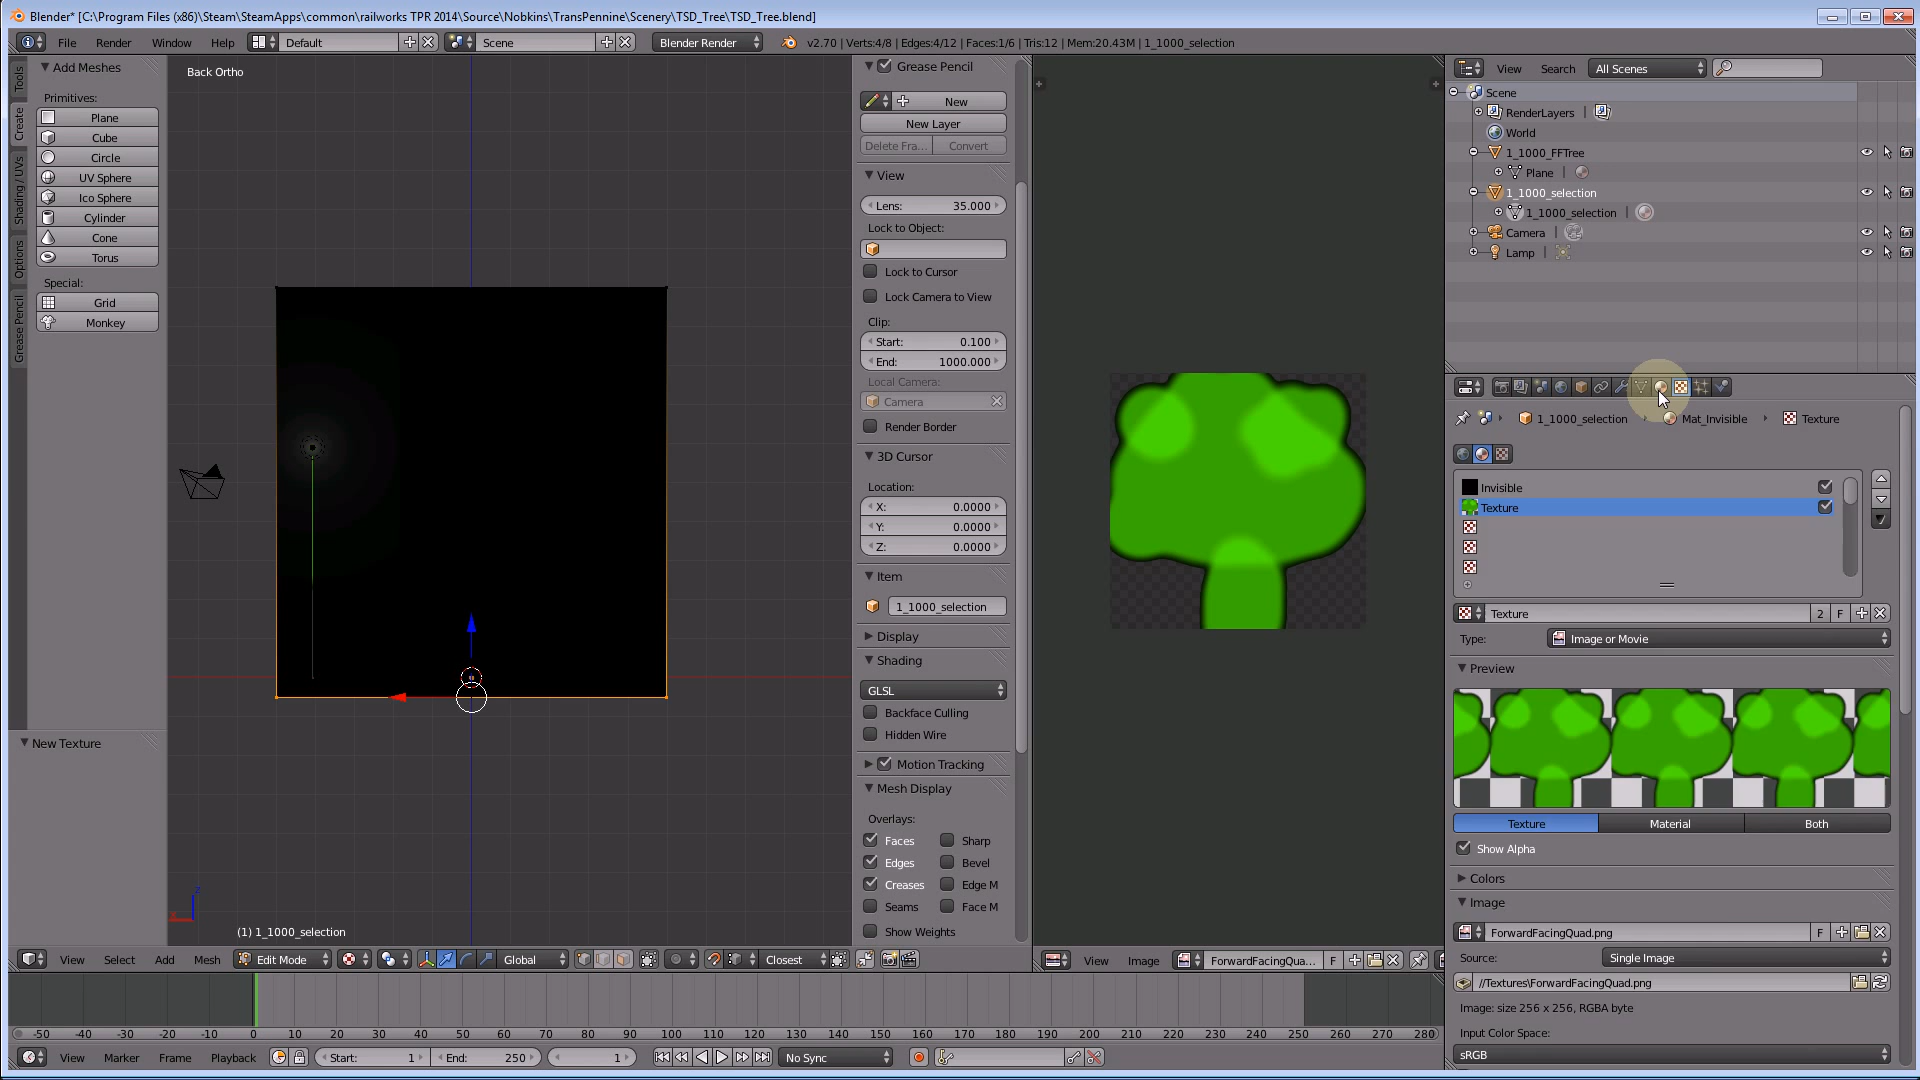 Blender* [C:\Program Files (x86)\Steam\SteamApps\common\railworks TPR 2014\Source\Nobkins\TransPennine\Scenery\TSD_Tree\TSD_Tree.blend]
File Render Window Help Default Scene Blender Render v2.70 | Verts:4/8 | Edges:4/12 | Faces:1/6 | Tris:12 | Mem:20.43M | 1_1000_selection
Tools
Create
Shading / UVs
Options
Grease Pencil
Add Meshes
Primitives:
Plane
Cube
Circle
UV Sphere
Ico Sphere
Cylinder
Cone
Torus
Special:
Grid
Monkey
New Texture
Back Ortho
(1) 1_1000_selection
Grease Pencil
New
New Layer
Delete Fra... Convert
View
Lens: 35.000
Lock to Object:
Lock to Cursor
Lock Camera to View
Clip:
Start: 0.100
End: 1000.000
Local Camera:
Camera
Render Border
3D Cursor
Location:
X: 0.0000
Y: 0.0000
Z: 0.0000
Item
1_1000_selection
Display
Shading
GLSL
Backface Culling
Hidden Wire
Motion Tracking
Mesh Display
Overlays:
Faces Sharp
Edges Bevel
Creases Edge M
Seams Face M
Show Weights
View Search All Scenes
Scene
RenderLayers |
World
1_1000_FFTree
Plane |
1_1000_selection
1_1000_selection |
Camera |
Lamp |
1_1000_selection Mat_Invisible Texture
Invisible
Texture
Texture 2 F
Type: Image or Movie
Preview
Texture Material Both
Show Alpha
Colors
Image
ForwardFacingQuad.png F
Source: Single Image
//Textures\ForwardFacingQuad.png
Image: size 256 x 256, RGBA byte
Input Color Space:
sRGB
View Select Add Mesh Edit Mode Global Closest
View Image ForwardFacingQua... F
-50 -40 -30 -20 -10 0 10 20 30 40 50 60 70 80 90 100 110 120 130 140 150 160 170 180 190 200 210 220 230 240 250 260 270 280
View Marker Frame Playback Start: 1 End: 250 1 No Sync